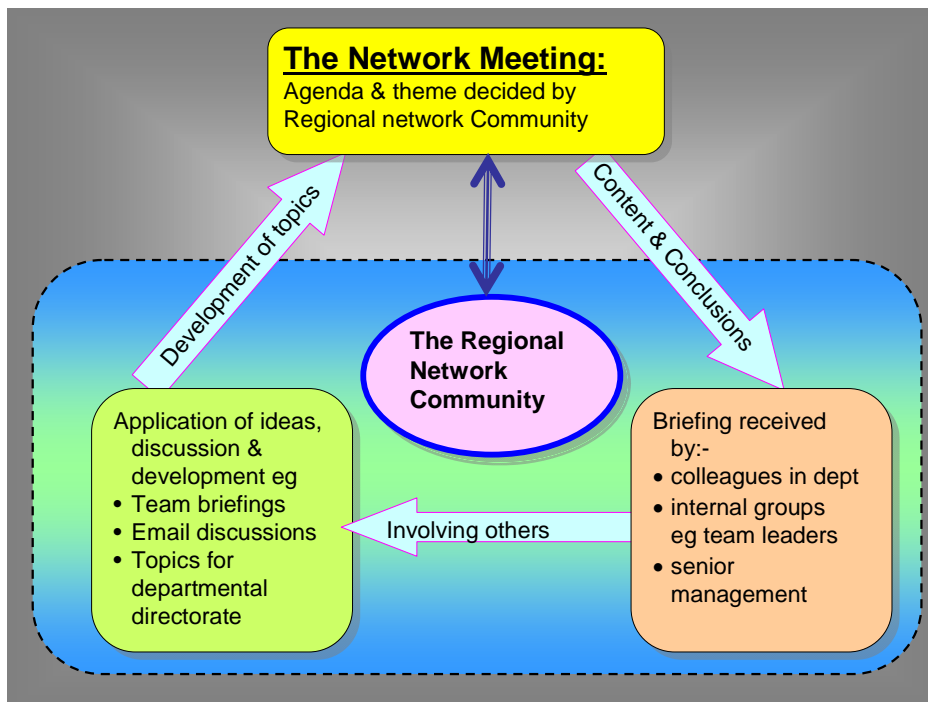 The Network Meeting:
Agenda & theme decided by
Regional network Community
Development of topics
Content & Conclusions
The Regional
Network
Community
Application of ideas,
discussion &
development eg
• Team briefings
• Email discussions
• Topics for
departmental
directorate
Involving others
Briefing received
by:-
• colleagues in dept
• internal groups
eg team leaders
• senior
management